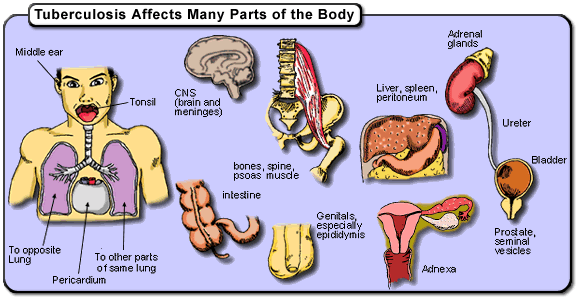 Tuberculosis Affects Many Parts of the Body
Middle ear
Tonsil
To opposite
Lung
Pericardium
To other parts
of same lung
CNS
(brain and
meninges)
bones, spine,
psoas muscle
intestine
Genitals,
especially
epididymis
Liver, spleen,
peritoneum
Adnexa
Adrenal
glands
Ureter
Bladder
Prostate,
seminal
vesicles